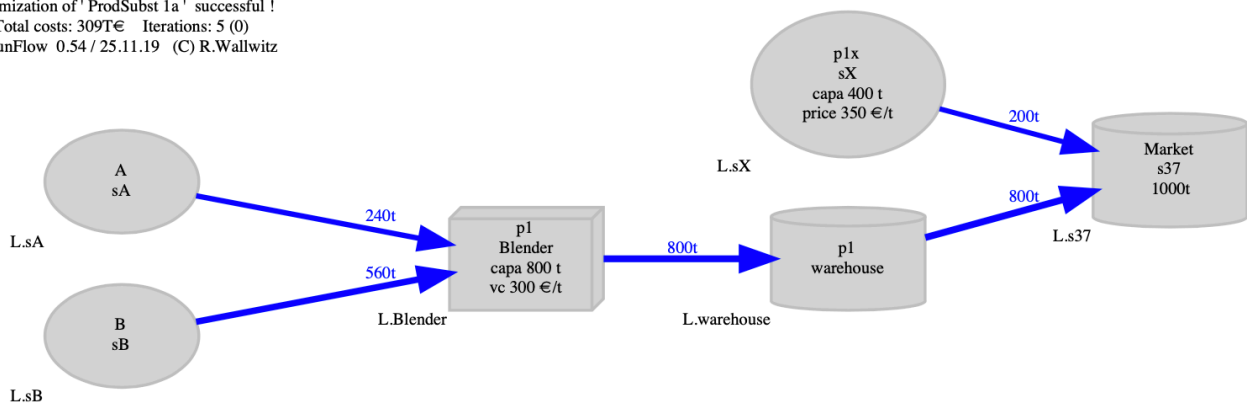 mization of ' ProdSubst 1a ' successful !
Total costs: 309T€ Iterations: 5 (0)
unFlow 0.54 / 25.11.19 (C) R.Wallwitz
p1x
sX
capa 400 t
price 350 €/t
L.sX
200t
Market
s37
1000t
L.s37
A
sA
L.sA
240t
p1
Blender
capa 800 t
vc 300 €/t
L.Blender
800t
p1
warehouse
L.warehouse
800t
560t
B
sB
L.sB